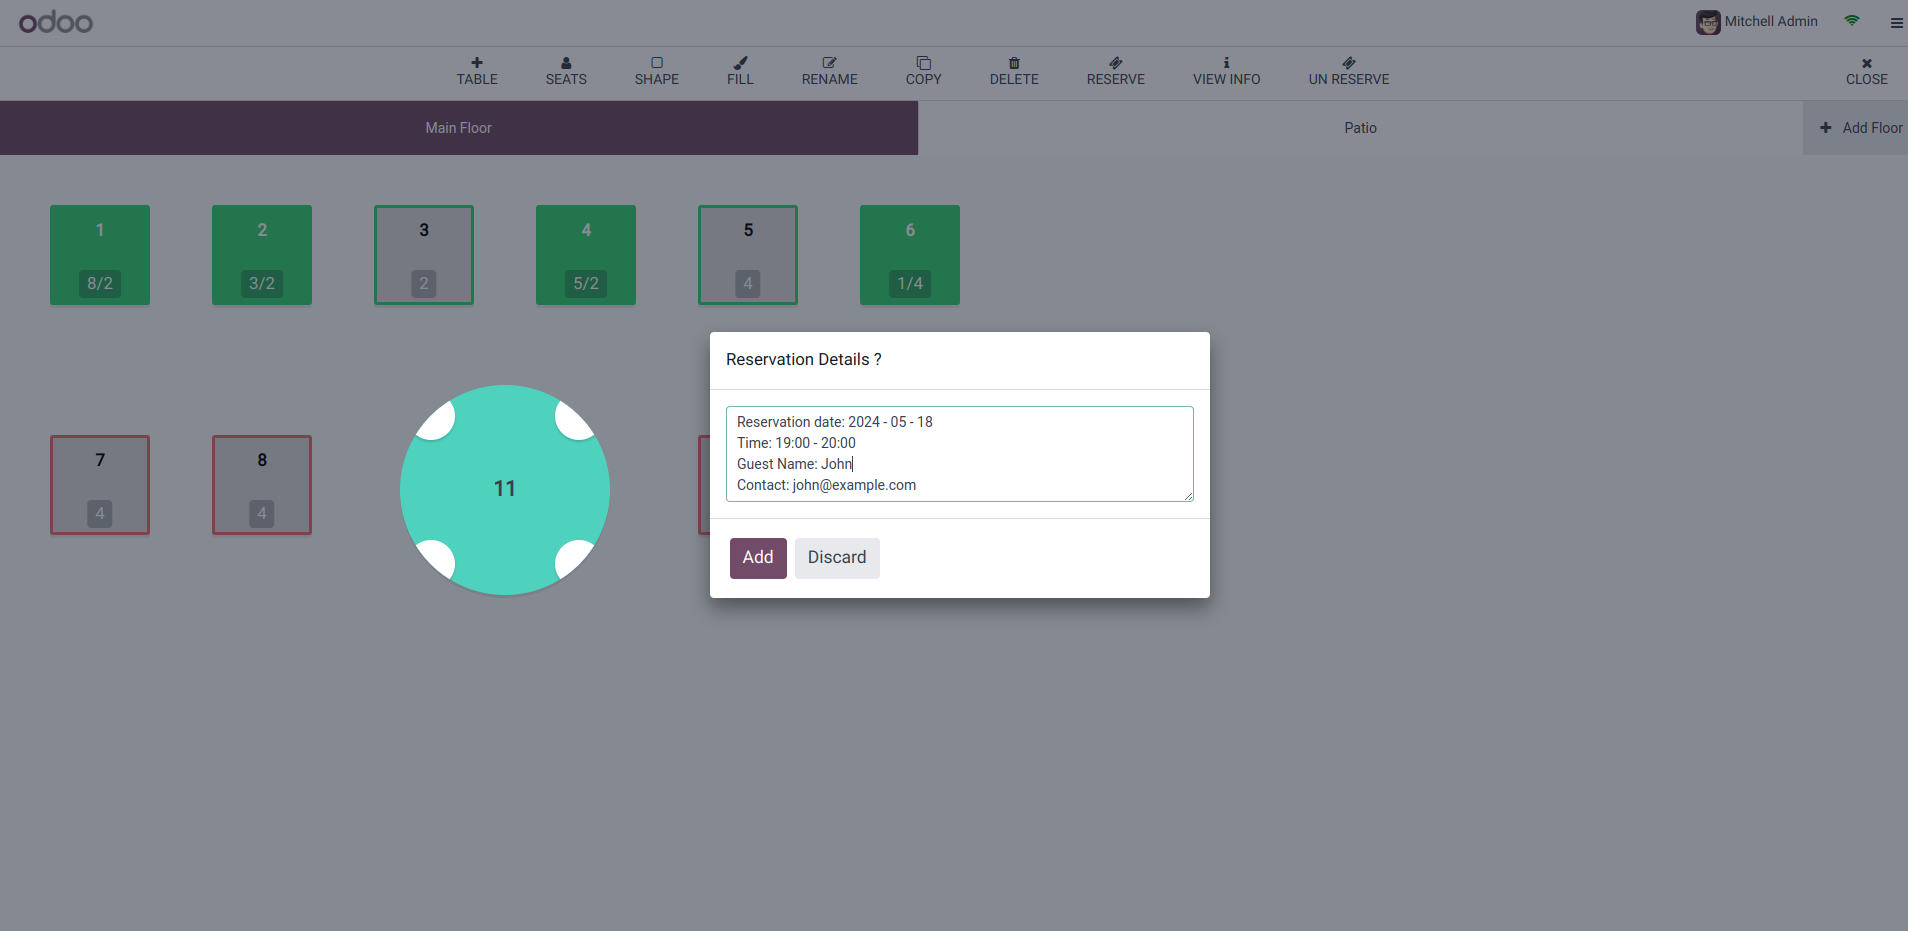 odoo
Mitchell Admin
TABLE
SEATS
SHAPE
FILL
RENAME
COPY
DELETE
RESERVE
VIEW INFO
UN RESERVE
CLOSE
Main Floor
Patio
Add Floor
1
8/2
2
3/2
3
2
4
5/2
5
4
6
1/4
7
4
8
4
11
Reservation Details ?
Reservation date: 2024 - 05 - 18
Time: 19:00 - 20:00
Guest Name: John
Contact: john@example.com
Add
Discard